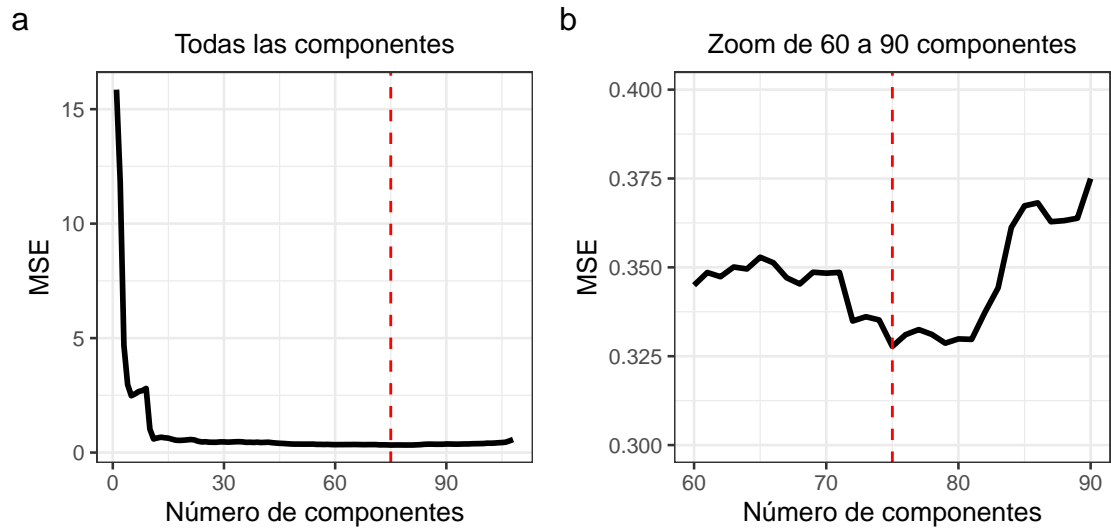 a
Todas las componentes
MSE
15
10
5
0
0 30 60 90
Número de componentes
b
Zoom de 60 a 90 componentes
MSE
0.400
0.375
0.350
0.325
0.300
60 70 80 90
Número de componentes